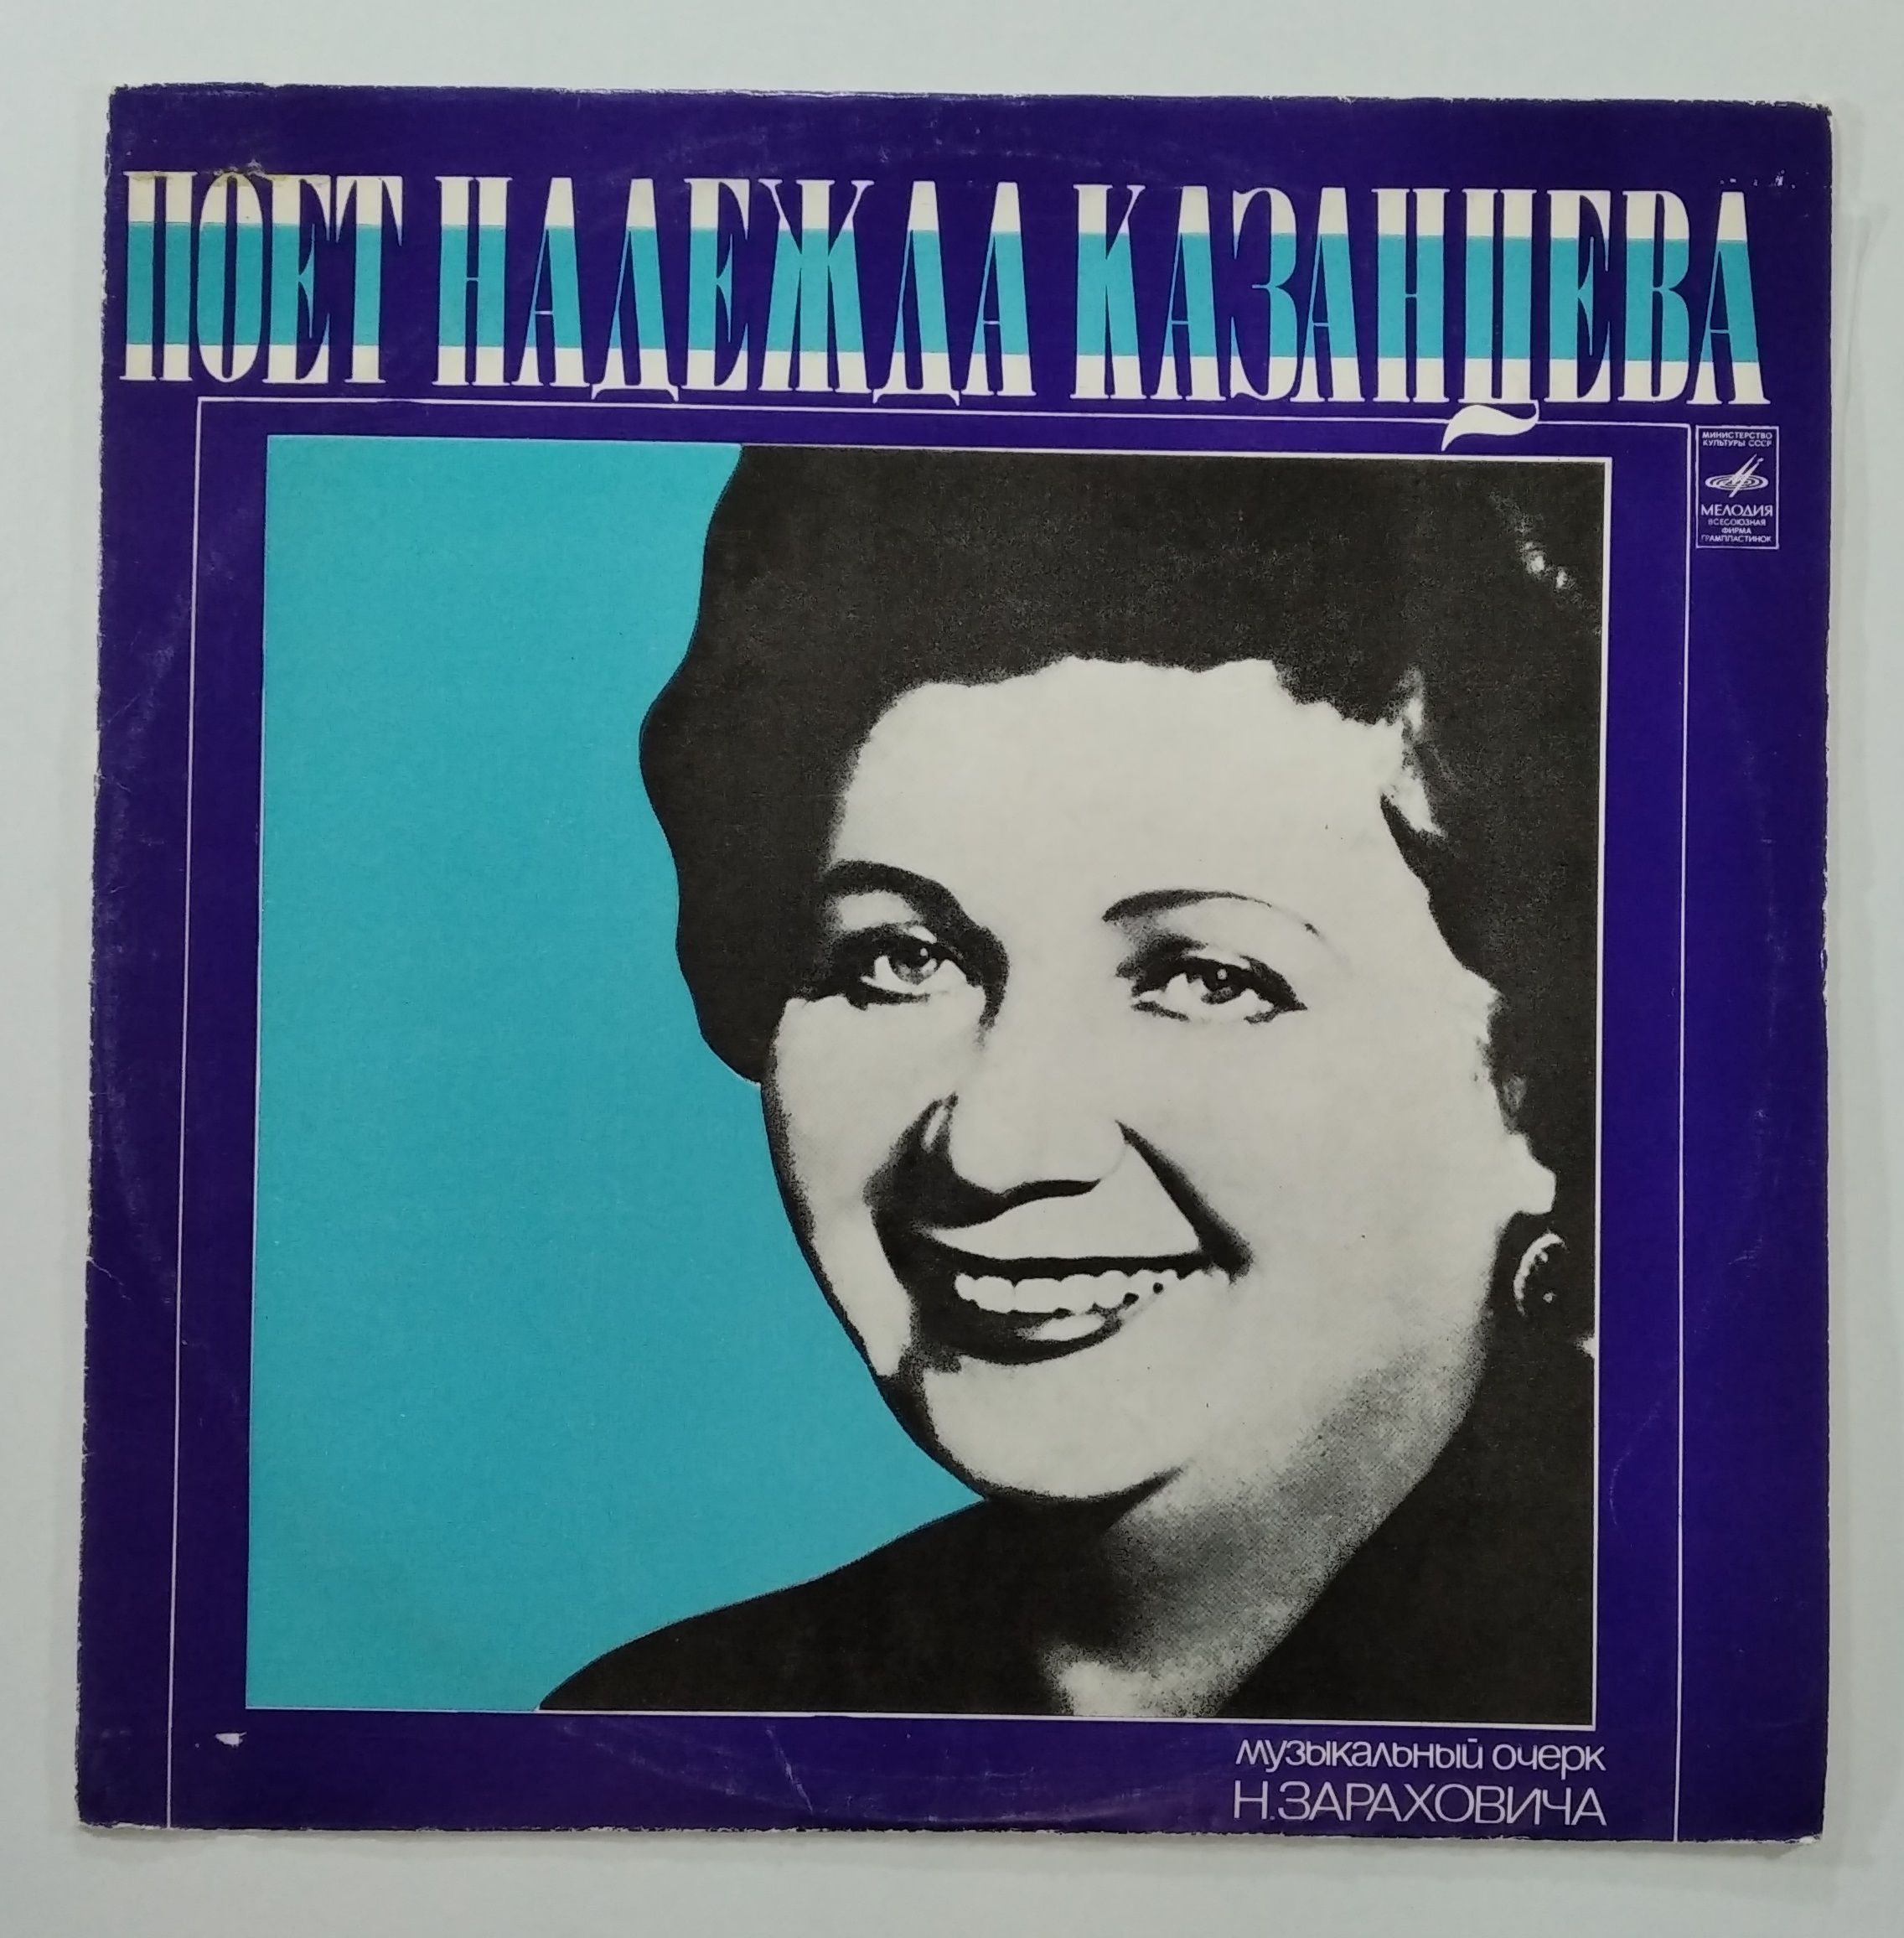 ПОЕТ НАДЕЖДА КАЗАНЦЕВА
МИНИСТЕРСТВО
КУЛЬТУРЫ СССР
МЕЛОДИЯ
ВСЕСОЮЗНАЯ
ФИРМА
ГРАМПЛАСТИНОК
музыкальный очерк
Н.ЗАРАХОВИЧА